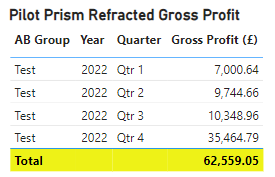 Pilot Prism Refracted Gross Profit
AB Group Year Quarter Gross Profit (£)
Test 2022 Qtr 1 7,000.64
Test 2022 Qtr 2 9,744.66
Test 2022 Qtr 3 10,348.96
Test 2022 Qtr 4 35,464.79
Total 62,559.05